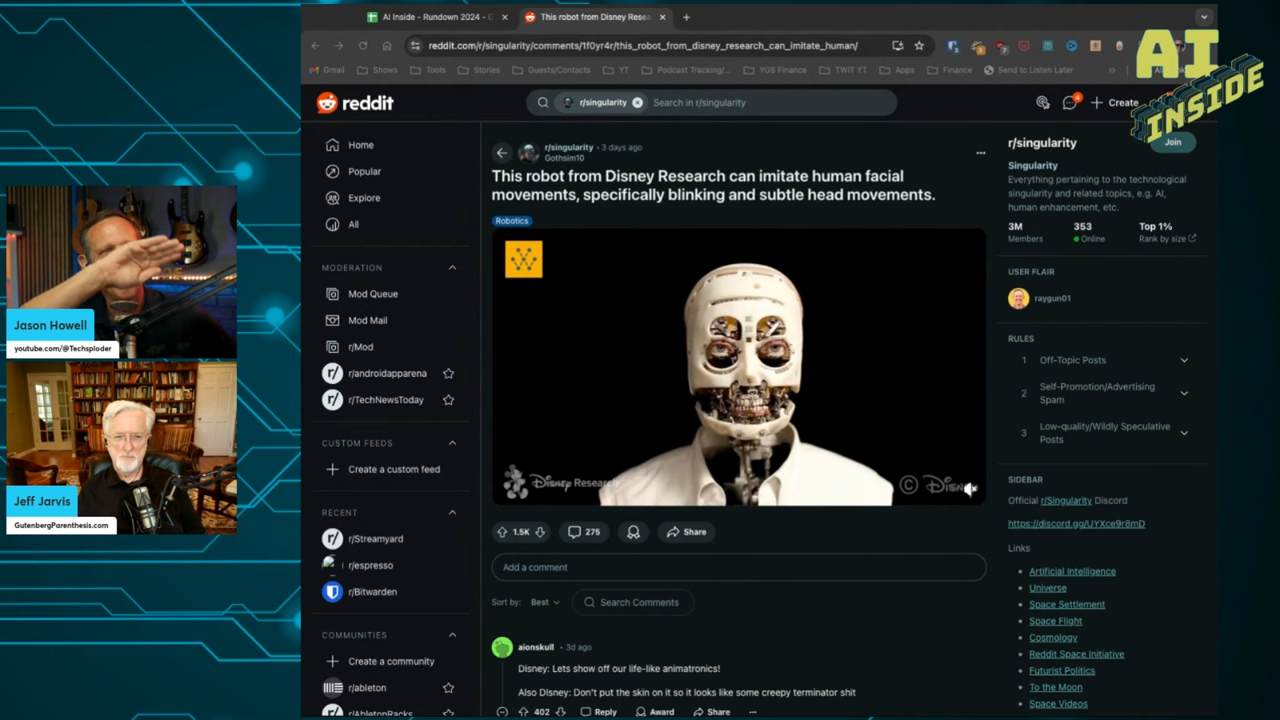 AI Inside - Rundown 2024 - G
This robot from Disney Resea
reddit.com/r/singularity/comments/1f0yr4r/this_robot_from_disney_research_can_imitate_human/
Gmail
Shows
Tools
Stories
Guests/Contacts
YT
Podcast Tracking/...
YGS Finance
TWiT YT
Apps
Finance
Send to Listen Later
AI
INSIDE
reddit
r/singularity
Search in r/singularity
Create
Home
Popular
Explore
All
MODERATION
Mod Queue
Mod Mail
r/Mod
r/androidapparena
r/TechNewsToday
CUSTOM FEEDS
Create a custom feed
RECENT
r/Streamyard
r/espresso
r/Bitwarden
COMMUNITIES
Create a community
r/ableton
r/AbletonRacks
r/singularity • 3 days ago
Gothsim10
This robot from Disney Research can imitate human facial
movements, specifically blinking and subtle head movements.
Robotics
Disney Research
© Disney
1.5K
275
Share
Add a comment
Sort by: Best
Search Comments
aionskull • 3d ago
Disney: Lets show off our life-like animatronics!
Also DIsney: Don't put the skin on it so it looks like some creepy terminator shit
402
Reply
Award
Share
r/singularity
Join
Singularity
Everything pertaining to the technological
singularity and related topics, e.g. AI,
human enhancement, etc.
3M
353
Top 1%
Members
Online
Rank by size
USER FLAIR
raygun01
RULES
1 Off-Topic Posts
2 Self-Promotion/Advertising
Spam
3 Low-quality/Wildly Speculative
Posts
SIDEBAR
Official r/Singularity Discord
https://discord.gg/UYXce9r8mD
Links
Artificial Intelligence
Universe
Space Settlement
Space Flight
Cosmology
Reddit Space Initiative
Futurist Politics
To the Moon
Space Videos
Jason Howell
youtube.com/@Techsploder
Jeff Jarvis
GutenbergParenthesis.com